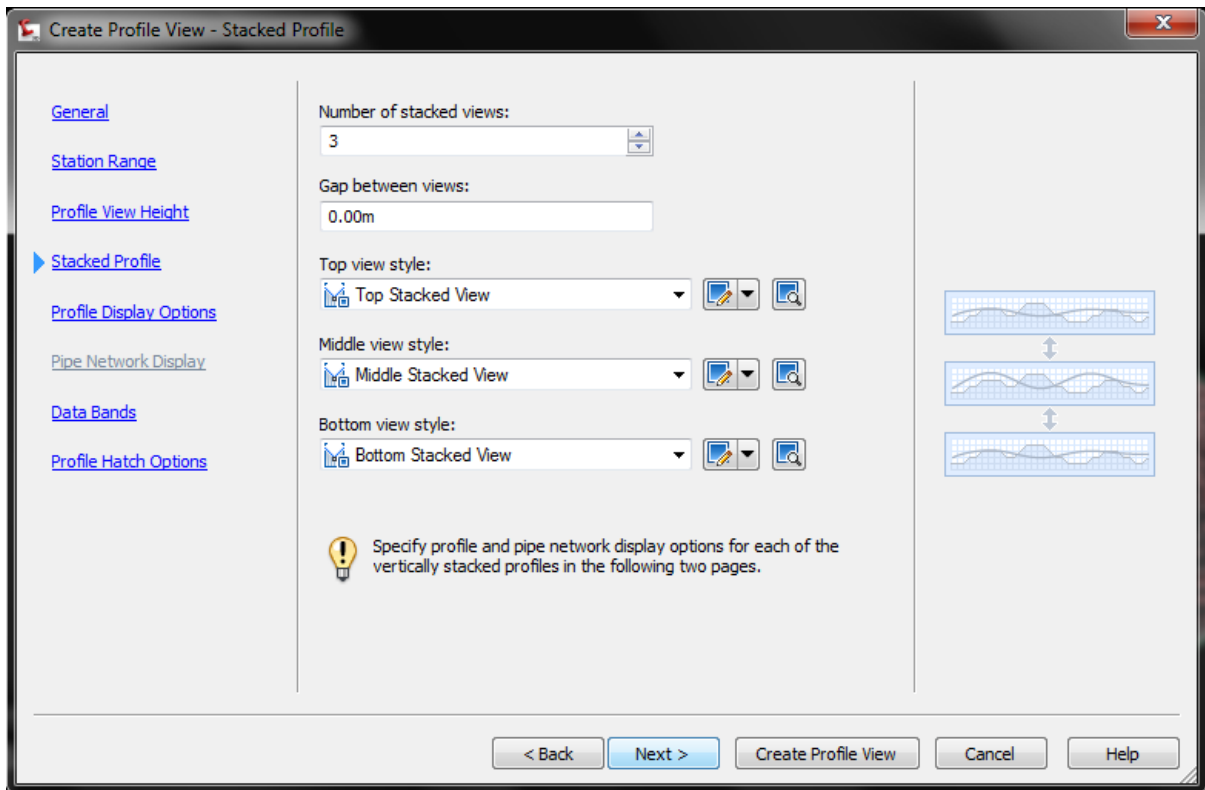 Create Profile View - Stacked Profile
General
Station Range
Profile View Height
Stacked Profile
Profile Display Options
Pipe Network Display
Data Bands
Profile Hatch Options
Number of stacked views:
3
Gap between views:
0.00m
Top view style:
Top Stacked View
Middle view style:
Middle Stacked View
Bottom view style:
Bottom Stacked View
Specify profile and pipe network display options for each of the
vertically stacked profiles in the following two pages.
< Back
Next >
Create Profile View
Cancel
Help